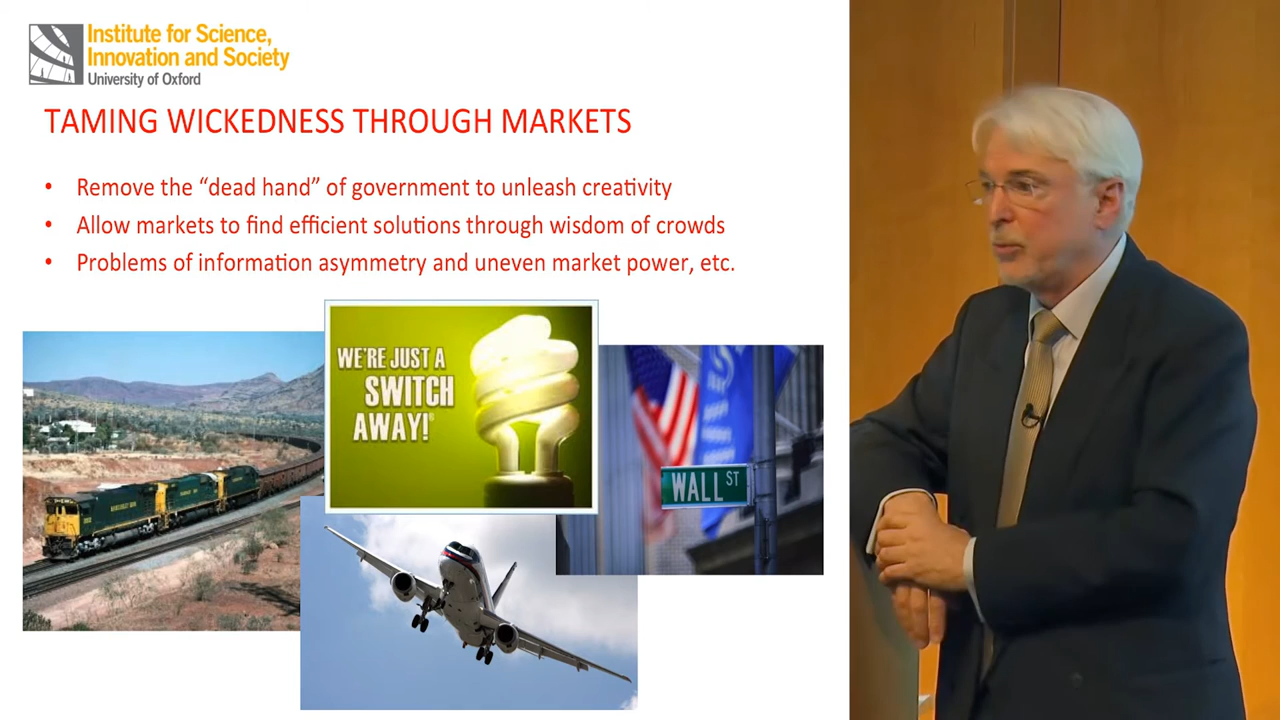 Institute for Science,
Innovation and Society
University of Oxford
TAMING WICKEDNESS THROUGH MARKETS
• Remove the “dead hand” of government to unleash creativity
• Allow markets to find efficient solutions through wisdom of crowds
• Problems of information asymmetry and uneven market power, etc.
WE'RE JUST A
SWITCH
AWAY!®
WALL ST